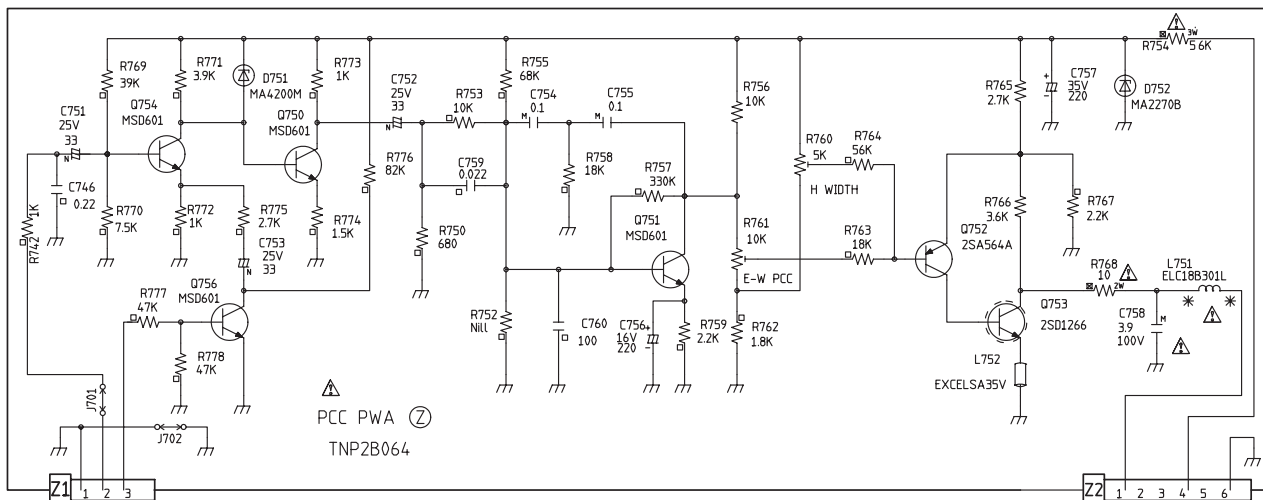 R769
39K
R771
3.9K
D751
MA4200M
R773
1K
C752
25V
33
N
R753
10K
R755
68K
C754
0.1
M
C755
0.1
M
R756
10K
R760
5K
H WIDTH
R764
56K
R765
2.7K
C757
35V
220
+
-
D752
MA2270B
R754
3W
5.6K
C751
25V
33
N
Q754
MSD601
Q750
MSD601
R776
82K
C759
0.022
R758
18K
R757
330K
C746
0.22
R742
1K
R770
7.5K
R772
1K
R775
2.7K
R774
1.5K
C753
25V
33
N
R750
680
Q751
MSD601
R761
10K
E-W PCC
R763
18K
Q752
2SA564A
R766
3.6K
R767
2.2K
R768
10
2W
L751
ELC18B301L
Q756
MSD601
R777
47K
R778
47K
R752
Nill
C760
100
C756
16V
220
+
-
R759
2.2K
R762
1.8K
Q753
2SD1266
C758
3.9
100V
M
L752
EXCELSA35V
J701
J702
PCC PWA Z
TNP2B064
Z1 1 2 3
Z2 1 2 3 4 5 6